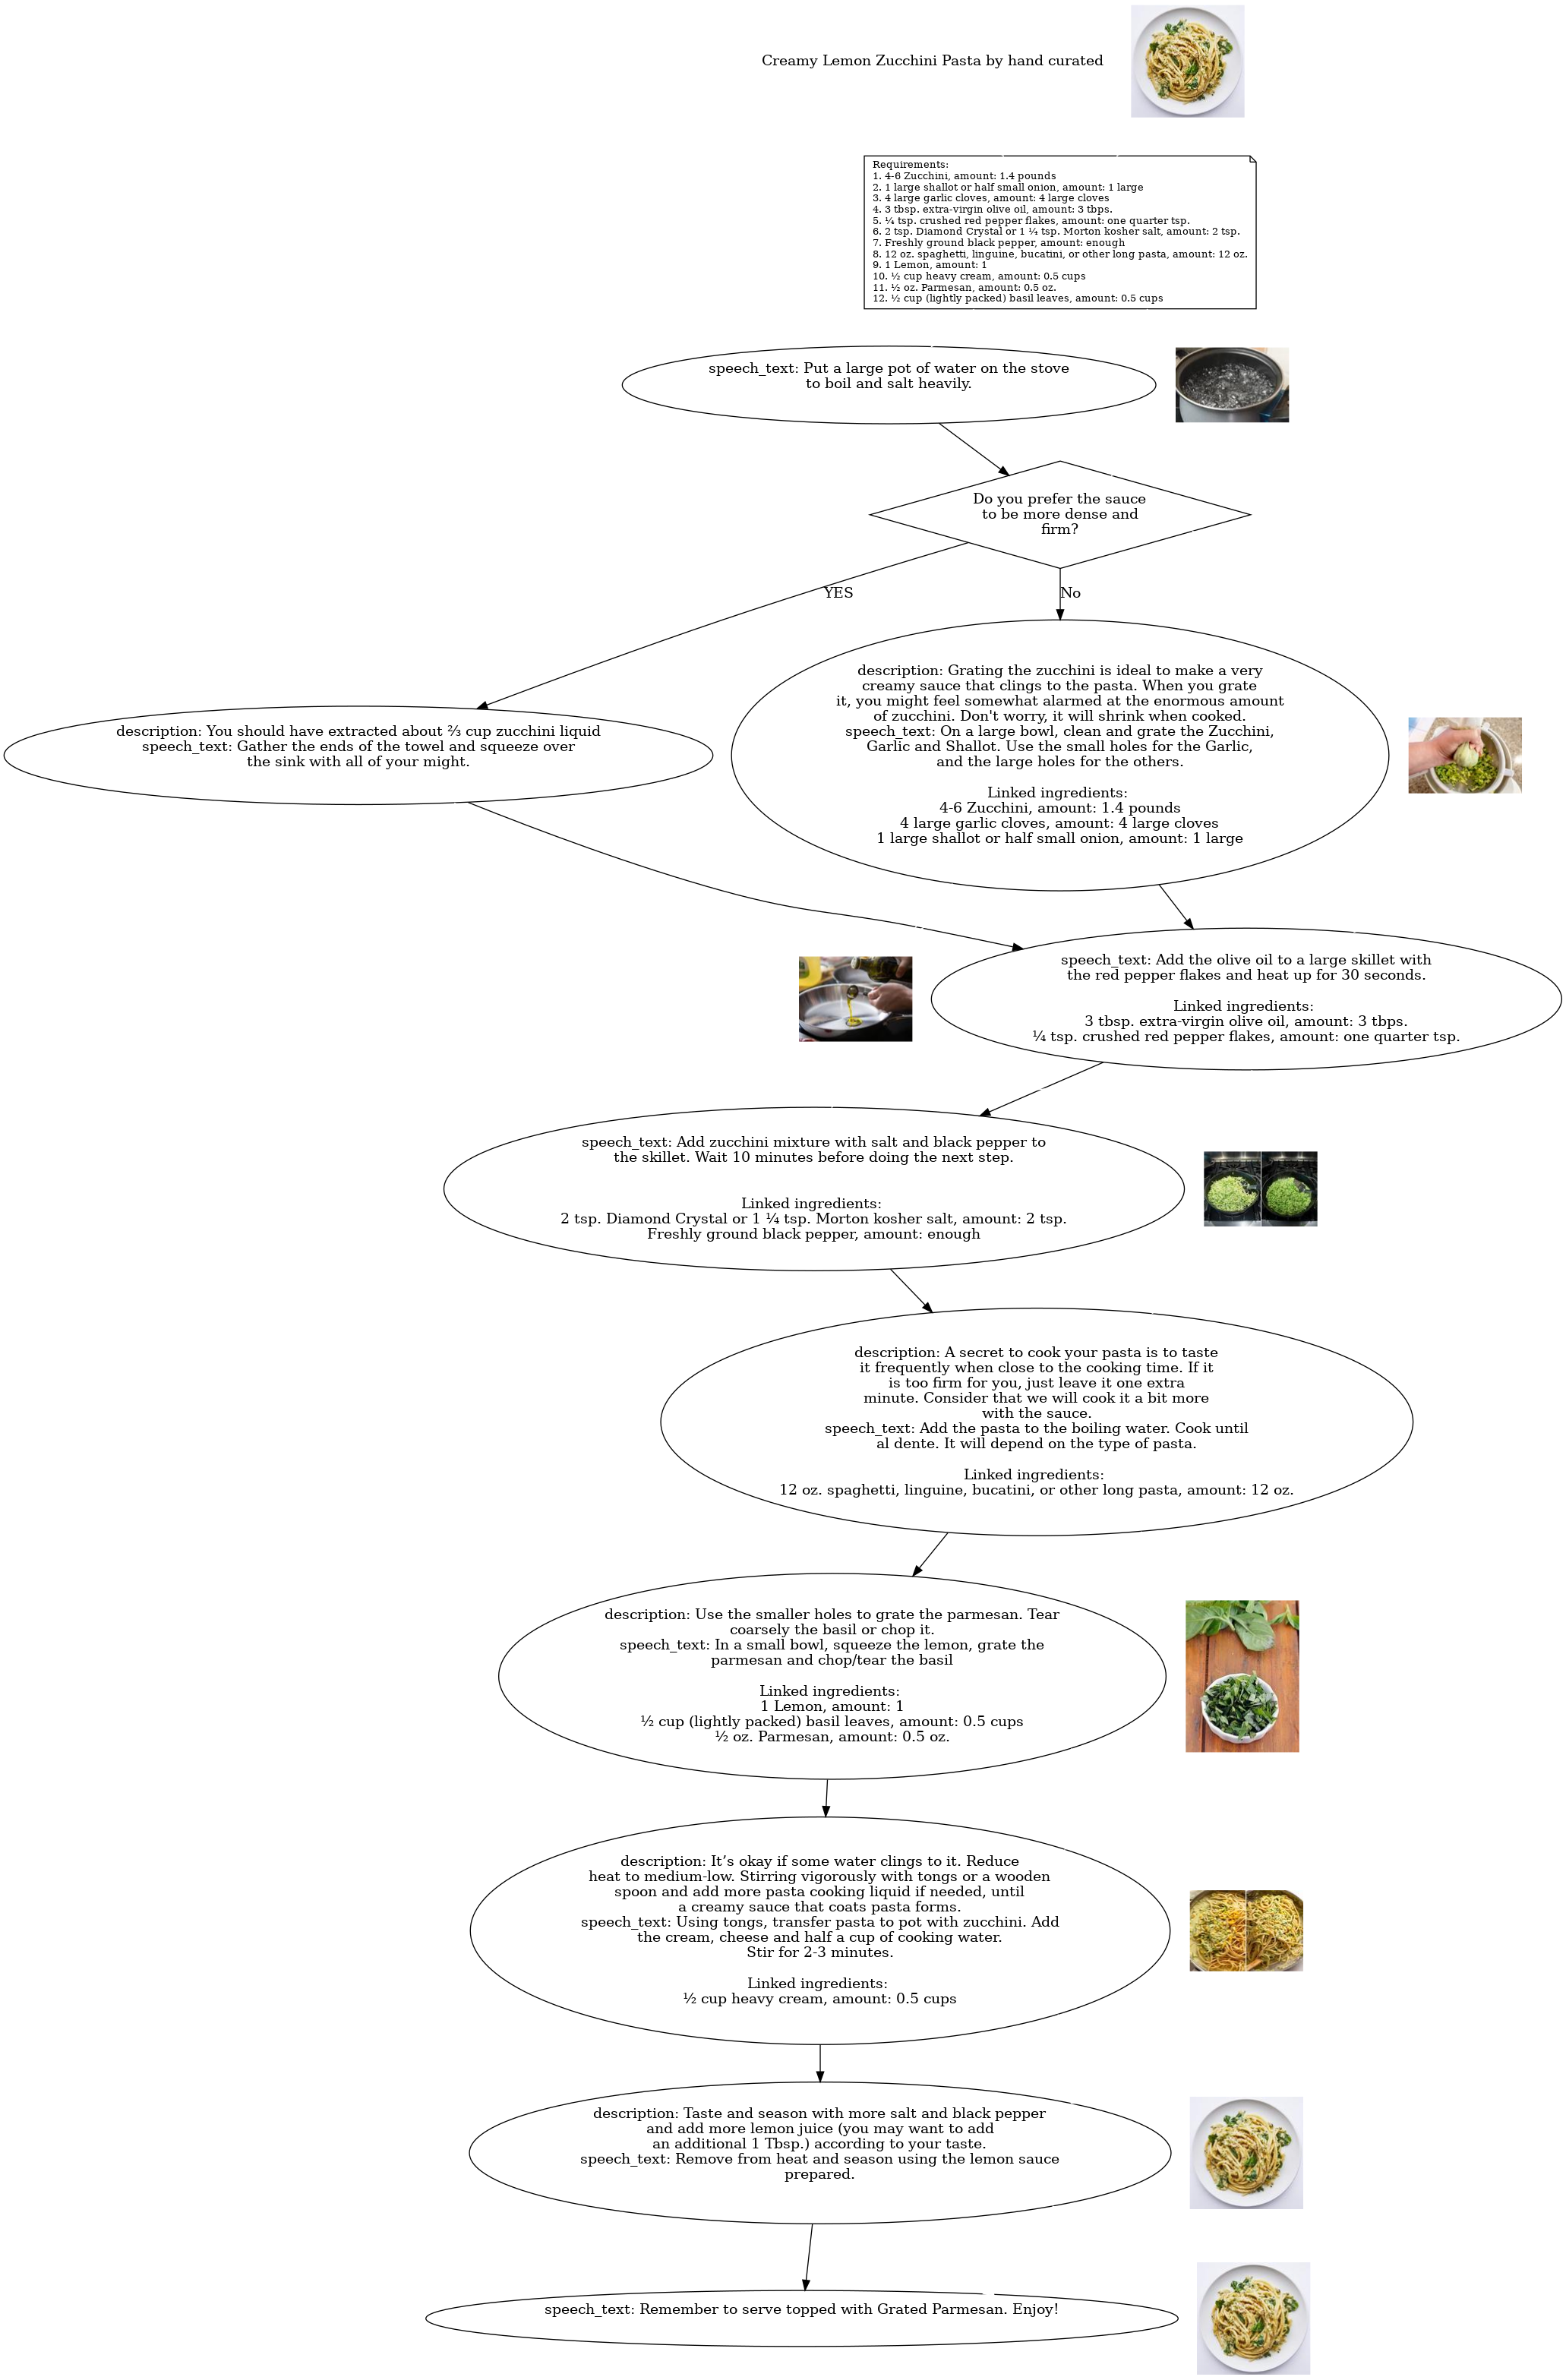 Creamy Lemon Zucchini Pasta by hand curated
Requirements:
1. 4-6 Zucchini, amount: 1.4 pounds
2. 1 large shallot or half small onion, amount: 1 large
3. 4 large garlic cloves, amount: 4 large cloves
4. 3 tbsp. extra-virgin olive oil, amount: 3 tbps.
5. ¼ tsp. crushed red pepper flakes, amount: one quarter tsp.
6. 2 tsp. Diamond Crystal or 1 ¼ tsp. Morton kosher salt, amount: 2 tsp.
7. Freshly ground black pepper, amount: enough
8. 12 oz. spaghetti, linguine, bucatini, or other long pasta, amount: 12 oz.
9. 1 Lemon, amount: 1
10. ½ cup heavy cream, amount: 0.5 cups
11. ½ oz. Parmesan, amount: 0.5 oz.
12. ½ cup (lightly packed) basil leaves, amount: 0.5 cups
speech_text: Put a large pot of water on the stove
to boil and salt heavily.
Do you prefer the sauce
to be more dense and
firm?
YES
No
description: You should have extracted about ⅔ cup zucchini liquid
speech_text: Gather the ends of the towel and squeeze over
the sink with all of your might.
description: Grating the zucchini is ideal to make a very
creamy sauce that clings to the pasta. When you grate
it, you might feel somewhat alarmed at the enormous amount
of zucchini. Don't worry, it will shrink when cooked.
speech_text: On a large bowl, clean and grate the Zucchini,
Garlic and Shallot. Use the small holes for the Garlic,
and the large holes for the others.
Linked ingredients:
4-6 Zucchini, amount: 1.4 pounds
4 large garlic cloves, amount: 4 large cloves
1 large shallot or half small onion, amount: 1 large
speech_text: Add the olive oil to a large skillet with
the red pepper flakes and heat up for 30 seconds.
Linked ingredients:
3 tbsp. extra-virgin olive oil, amount: 3 tbps.
¼ tsp. crushed red pepper flakes, amount: one quarter tsp.
speech_text: Add zucchini mixture with salt and black pepper to
the skillet. Wait 10 minutes before doing the next step.
Linked ingredients:
2 tsp. Diamond Crystal or 1 ¼ tsp. Morton kosher salt, amount: 2 tsp.
Freshly ground black pepper, amount: enough
description: A secret to cook your pasta is to taste
it frequently when close to the cooking time. If it
is too firm for you, just leave it one extra
minute. Consider that we will cook it a bit more
with the sauce.
speech_text: Add the pasta to the boiling water. Cook until
al dente. It will depend on the type of pasta.
Linked ingredients:
12 oz. spaghetti, linguine, bucatini, or other long pasta, amount: 12 oz.
description: Use the smaller holes to grate the parmesan. Tear
coarsely the basil or chop it.
speech_text: In a small bowl, squeeze the lemon, grate the
parmesan and chop/tear the basil
Linked ingredients:
1 Lemon, amount: 1
½ cup (lightly packed) basil leaves, amount: 0.5 cups
½ oz. Parmesan, amount: 0.5 oz.
description: It’s okay if some water clings to it. Reduce
heat to medium-low. Stirring vigorously with tongs or a wooden
spoon and add more pasta cooking liquid if needed, until
a creamy sauce that coats pasta forms.
speech_text: Using tongs, transfer pasta to pot with zucchini. Add
the cream, cheese and half a cup of cooking water.
Stir for 2-3 minutes.
Linked ingredients:
½ cup heavy cream, amount: 0.5 cups
description: Taste and season with more salt and black pepper
and add more lemon juice (you may want to add
an additional 1 Tbsp.) according to your taste.
speech_text: Remove from heat and season using the lemon sauce
prepared.
speech_text: Remember to serve topped with Grated Parmesan. Enjoy!